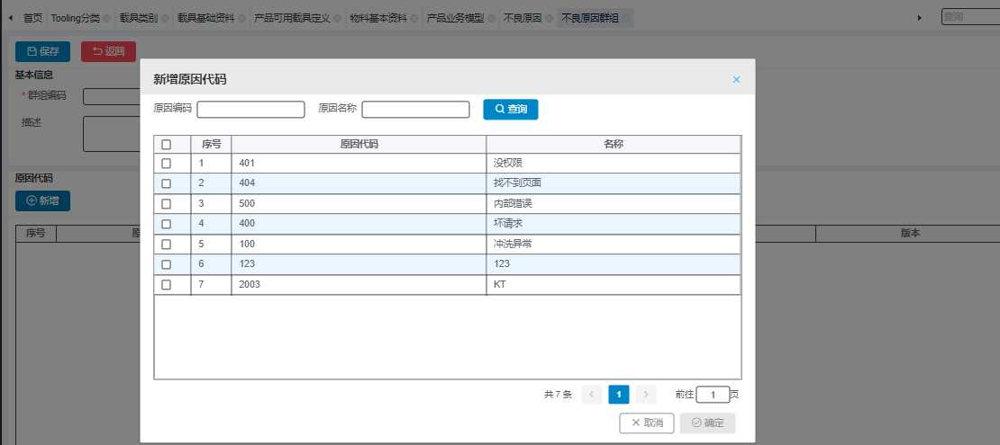 首页 Tooling分类 载具类别 载具基础资料 产品可用载具定义 物料基本资料 产品业务模型 不良原因 不良原因群组 查询
保存 返回
基本信息
* 群组编码
描述
原因代码
新增
序号 版本
新增原因代码
原因编码 原因名称 查询
序号 原因代码 名称
1 401 没权限
2 404 找不到页面
3 500 内部错误
4 400 坏请求
5 100 冲洗异常
6 123 123
7 2003 KT
共 7 条 1 前往 1 页
取消 确定